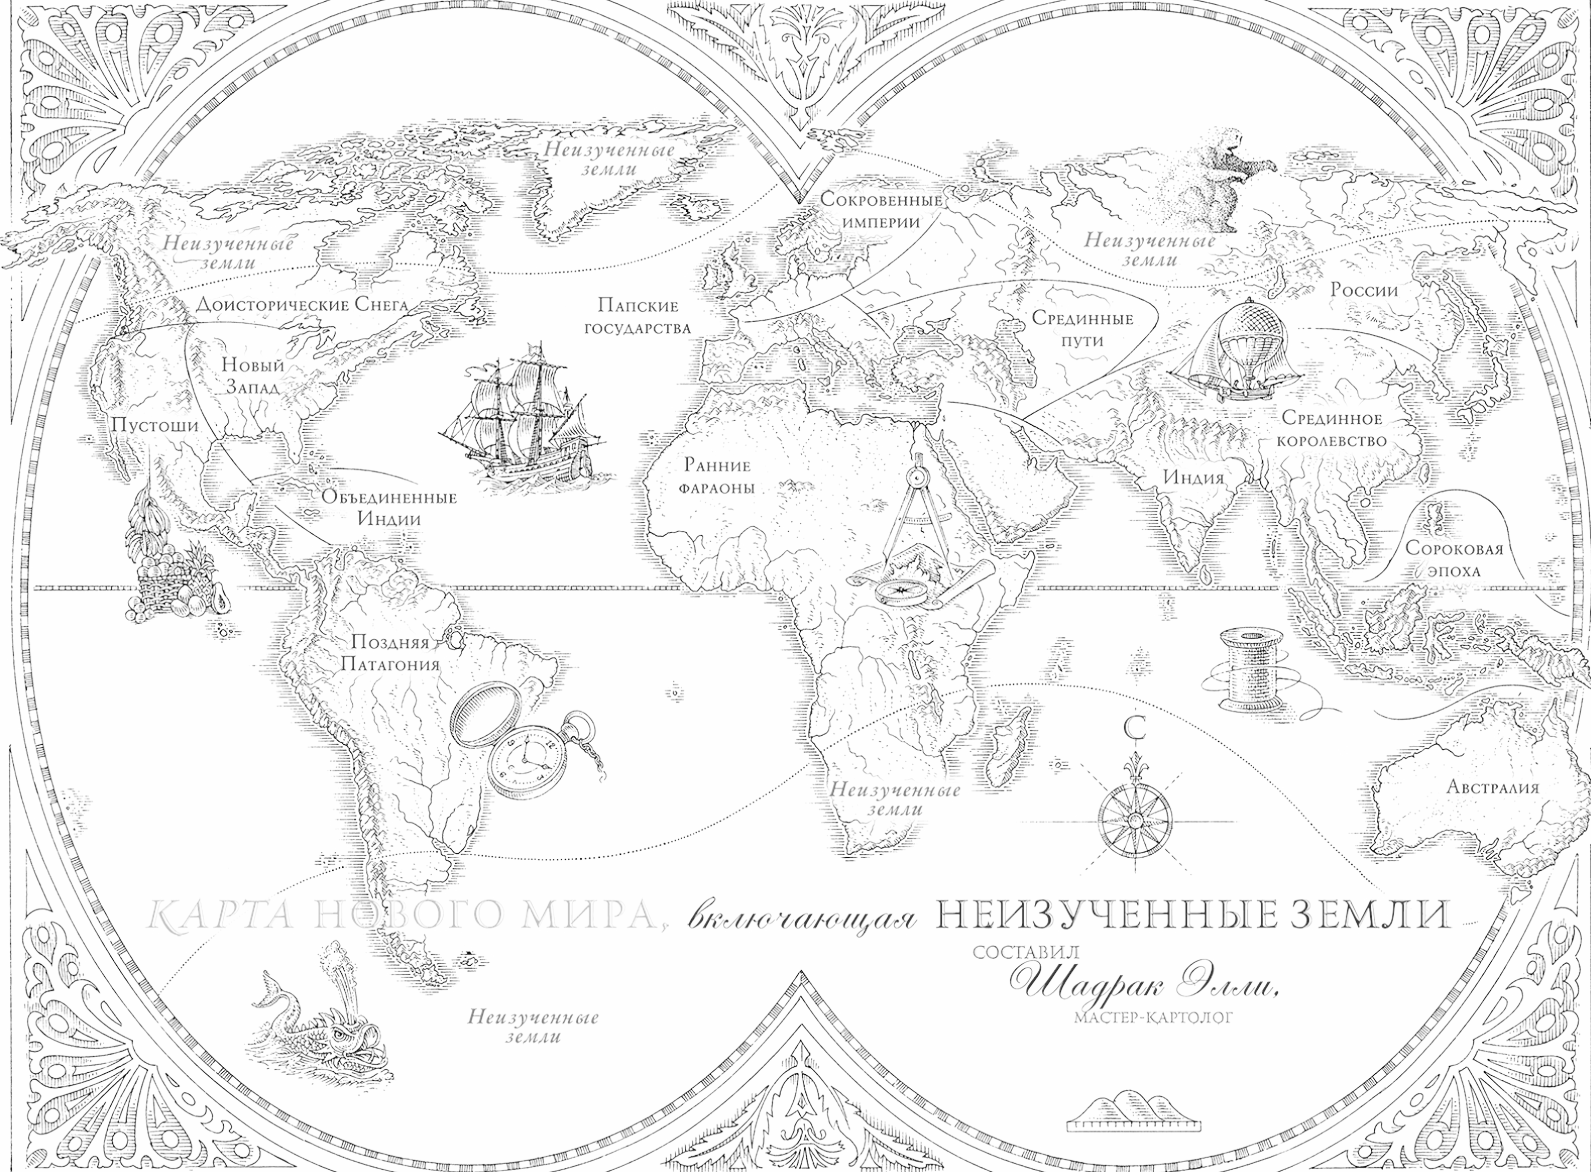 Неизученные
земли
Сокровенные
империи
Неизученные
земли
Неизученные
земли
Доисторические Снега
Папские
государства
Срединные
пути
России
Новый
Запад
Пустоши
Срединное
королевство
Ранние
фараоны
Индия
Объединенные
Индии
Сороковая
эпоха
Поздняя
Патагония
С
Неизученные
земли
Австралия
КАРТА НОВОГО МИРА, включающая НЕИЗУЧЕННЫЕ ЗЕМЛИ
СОСТАВИЛ
Шадрак Элли,
МАСТЕР-КАРТОЛОГ
Неизученные
земли